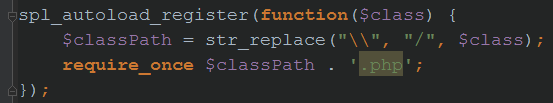 spl_autoload_register(function($class) {
    $classPath = str_replace("\\", "/", $class);
    require_once $classPath . '.php';
});